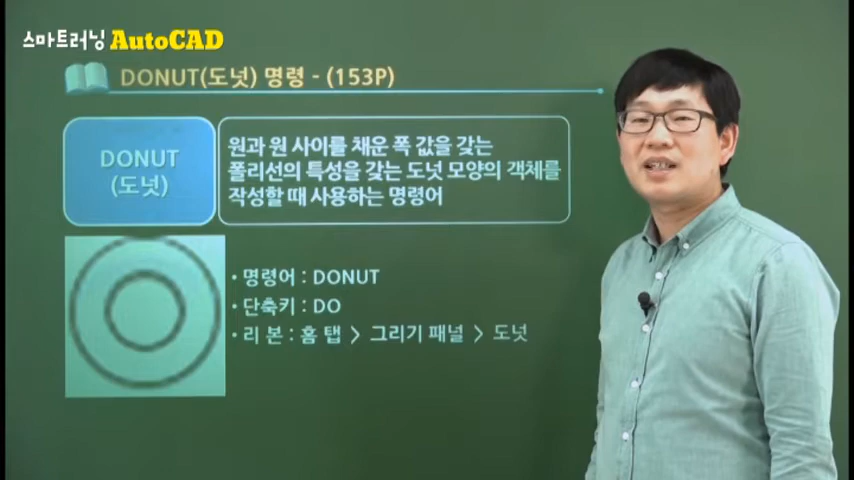 스마트러닝 AutoCAD
DONUT(도넛) 명령 - (153P)
DONUT
(도넛)
원과 원 사이를 채운 폭 값을 갖는
폴리선의 특성을 갖는 도넛 모양의 객체를
작성할 때 사용하는 명령어
• 명령어 : DONUT
• 단축키 : DO
• 리 본 : 홈 탭 > 그리기 패널 > 도넛